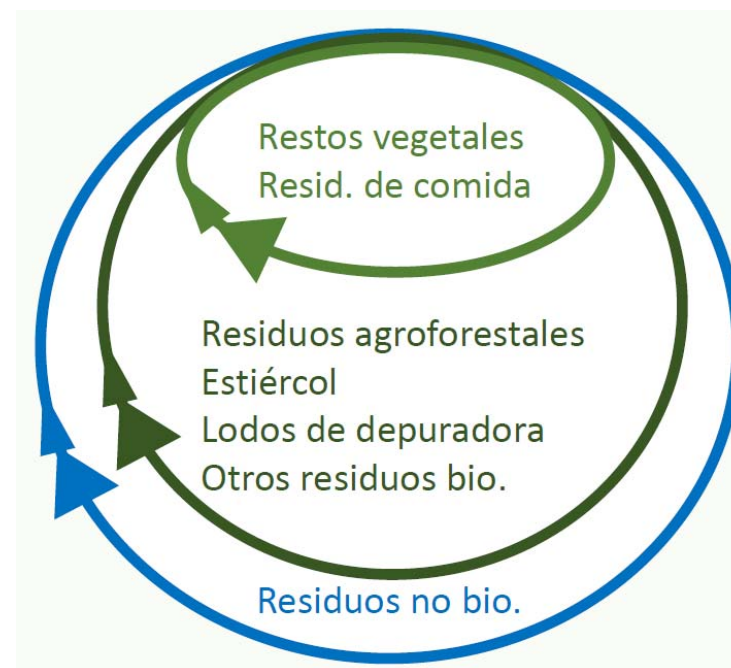 Restos vegetales
Resid. de comida
Residuos agroforestales
Estiércol
Lodos de depuradora
Otros residuos bio.
Residuos no bio.